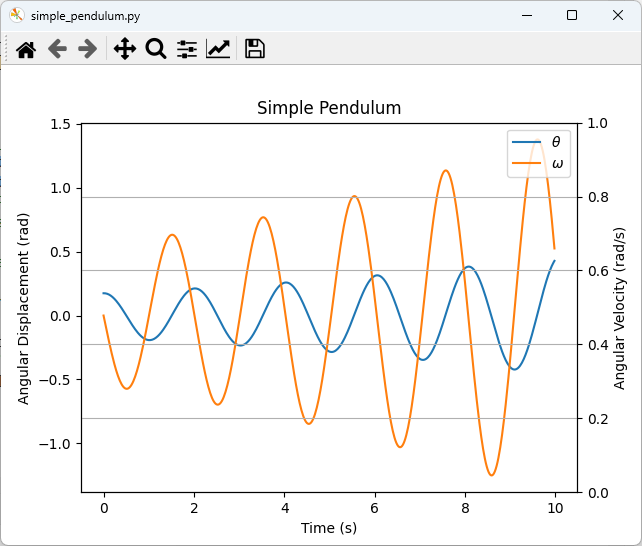 simple_pendulum.py
Simple Pendulum
1.5
1.0
0.5
0.0
−0.5
−1.0
Angular Displacement (rad)
θ
ω
1.0
0.8
0.6
0.4
0.2
0.0
Angular Velocity (rad/s)
0 2 4 6 8 10
Time (s)